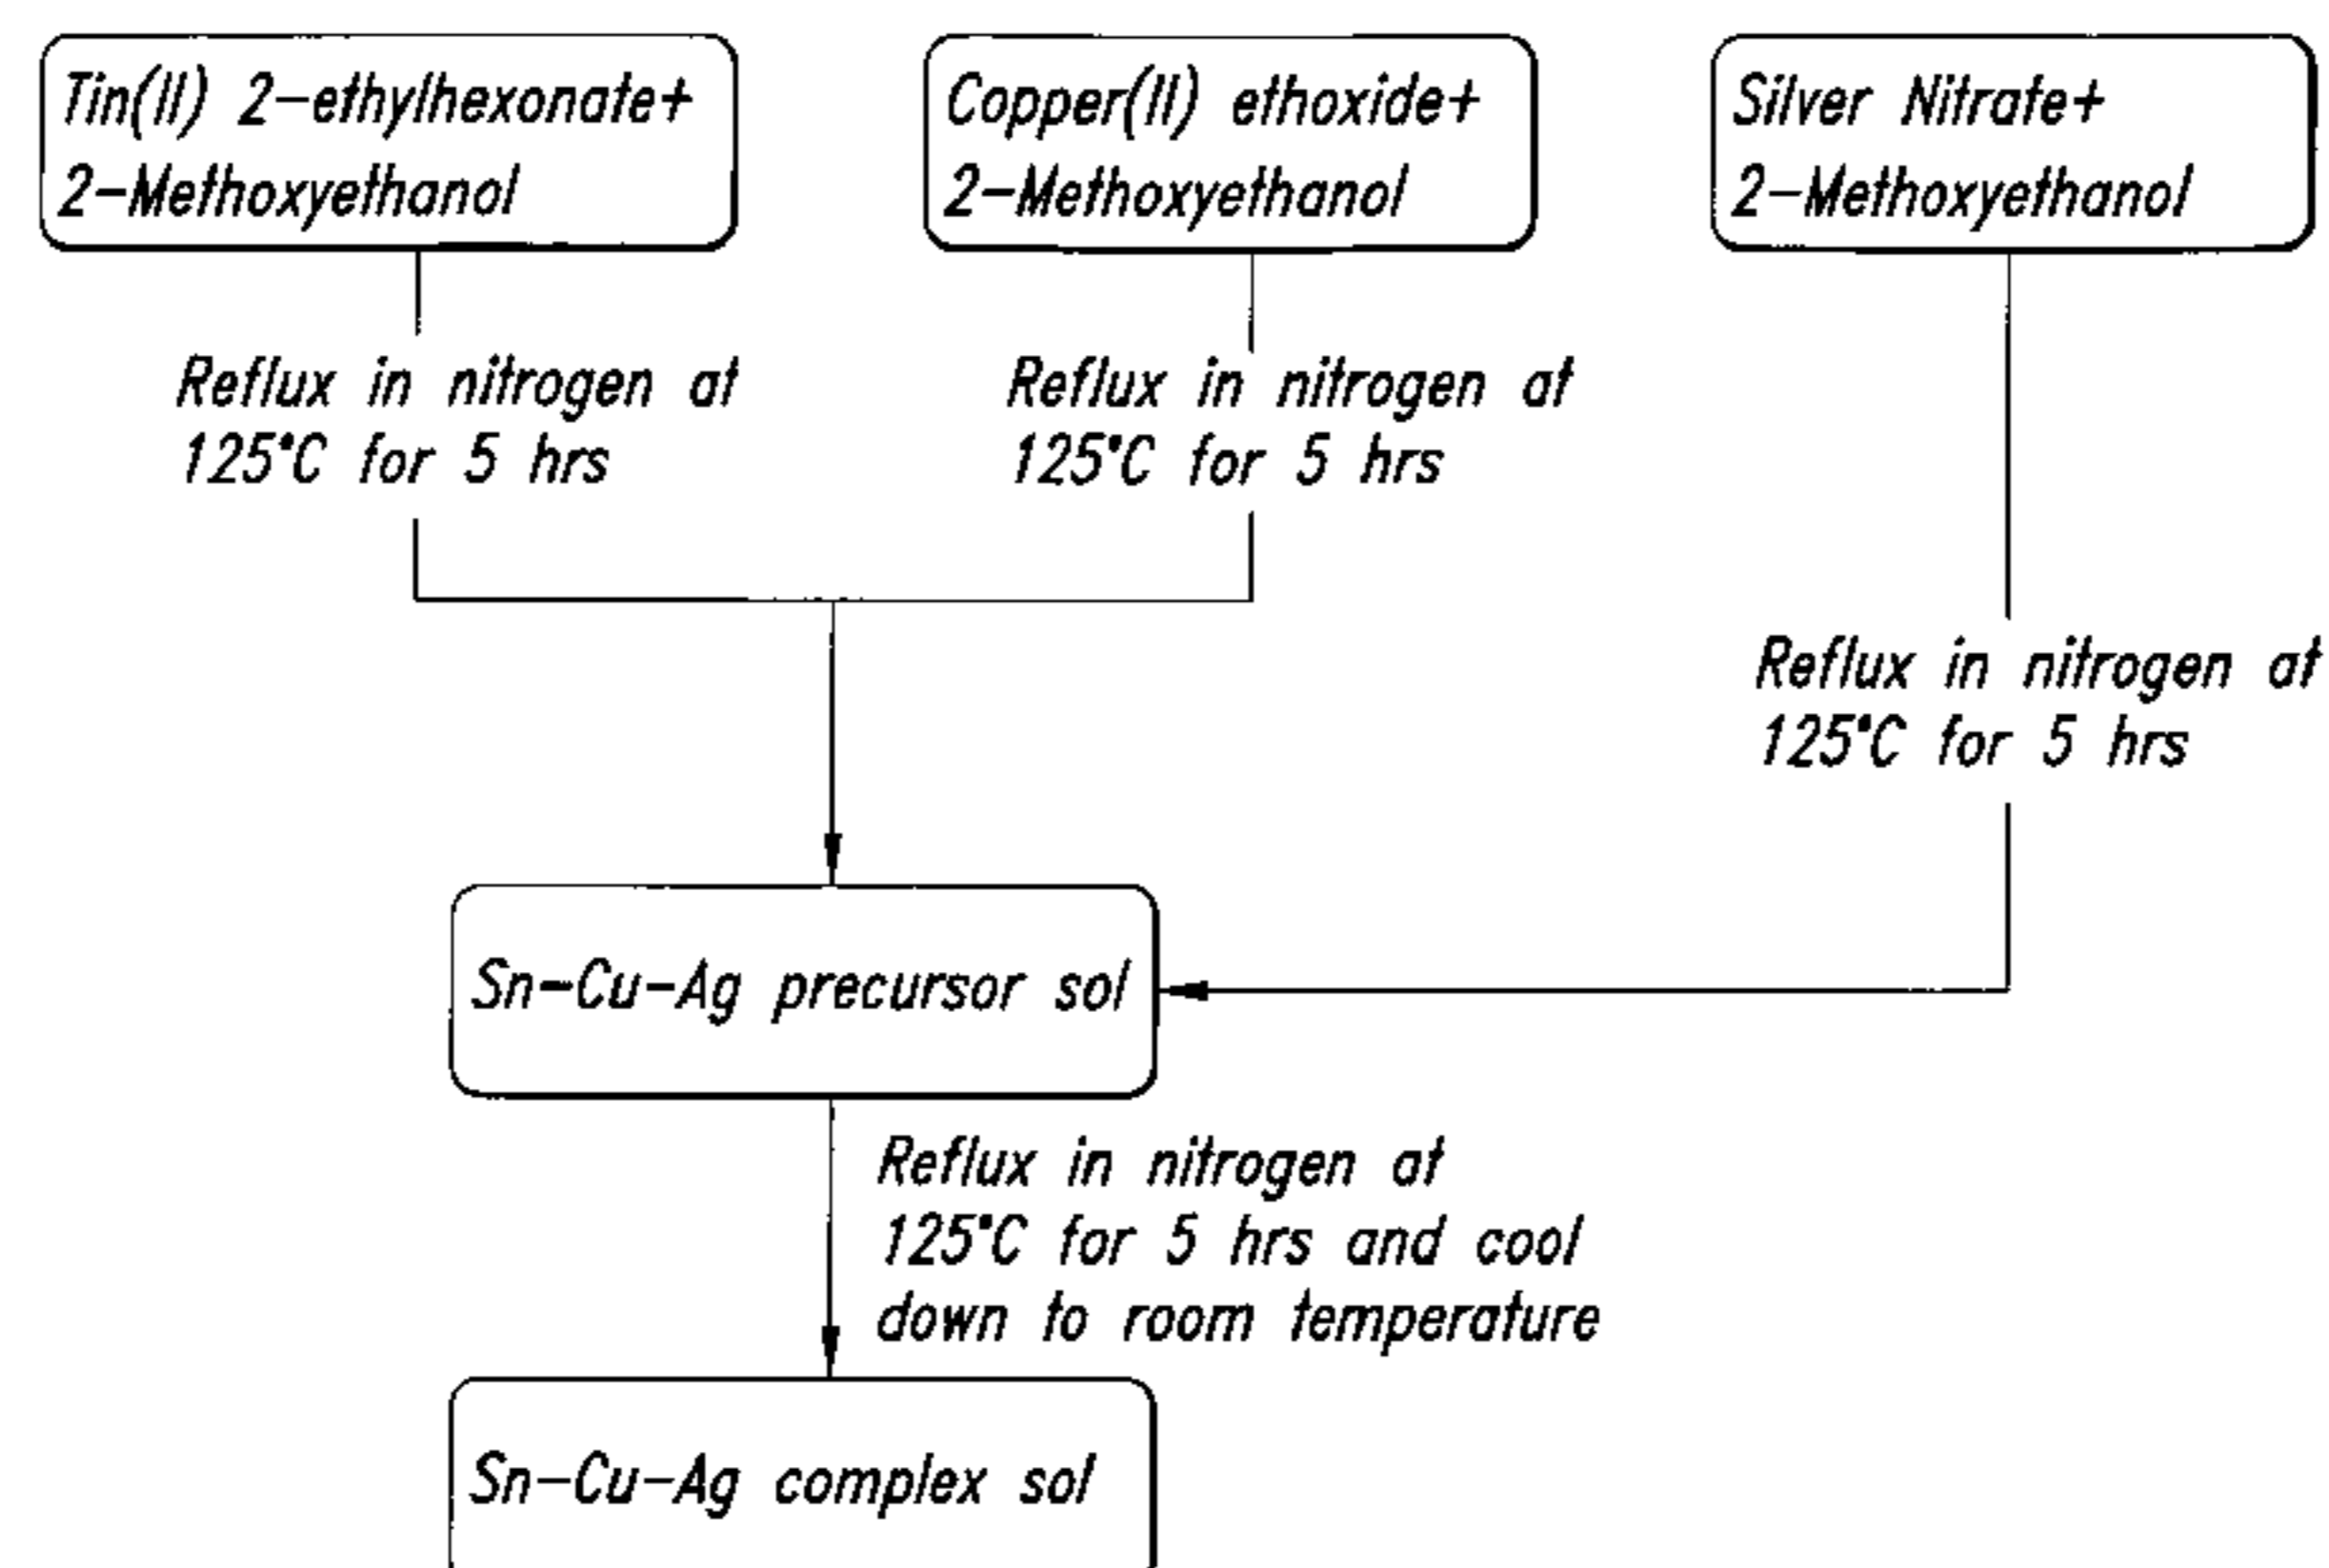 Tin(II) 2-ethylhexonate+
2-Methoxyethanol
Copper(II) ethoxide+
2-Methoxyethanol
Silver Nitrate+
2-Methoxyethanol
Reflux in nitrogen at
125°C for 5 hrs
Reflux in nitrogen at
125°C for 5 hrs
Reflux in nitrogen at
125°C for 5 hrs
Sn-Cu-Ag precursor sol
Reflux in nitrogen at
125°C for 5 hrs and cool
down to room temperature
Sn-Cu-Ag complex sol